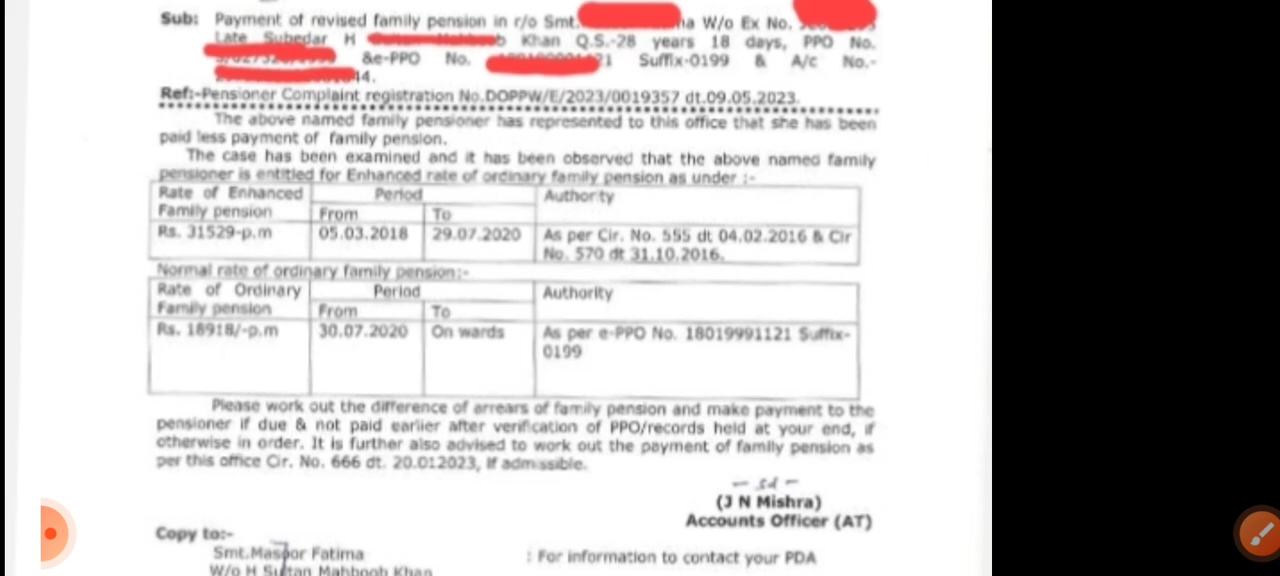 Sub: Payment of revised family pension in r/o Smt. ha W/o Ex No.
Late Subedar H b Khan Q.S.-28 years 18 days, PPO No.
&e-PPO No. 21 Suffix-0199 & A/c No.-
44.
Ref:-Pensioner Complaint registration No.DOPPW/E/2023/0019357 dt.09.05.2023.
The above named family pensioner has represented to this office that she has been
paid less payment of family pension.
The case has been examined and it has been observed that the above named family
pensioner is entitled for Enhanced rate of ordinary family pension as under :-
Rate of Enhanced Family pension
Period
Authority
From
To
Rs. 31529-p.m
05.03.2018
29.07.2020
As per Cir. No. 555 dt 04.02.2016 & Cir
No. 570 dt 31.10.2016.
Normal rate of ordinary family pension:-
Rate of Ordinary Family pension
Period
Authority
From
To
Rs. 18918/-p.m
30.07.2020
On wards
As per e-PPO No. 18019991121 Suffix-
0199
Please work out the difference of arrears of family pension and make payment to the
pensioner if due & not paid earlier after verification of PPO/records held at your end, if
otherwise in order. It is further also advised to work out the payment of family pension as
per this office Cir. No. 666 dt. 20.012023, if admissible.
- sd -
(J N Mishra)
Accounts Officer (AT)
Copy to:-
Smt.Masoor Fatima
: For information to contact your PDA
W/o H Sultan Mahboob Khan